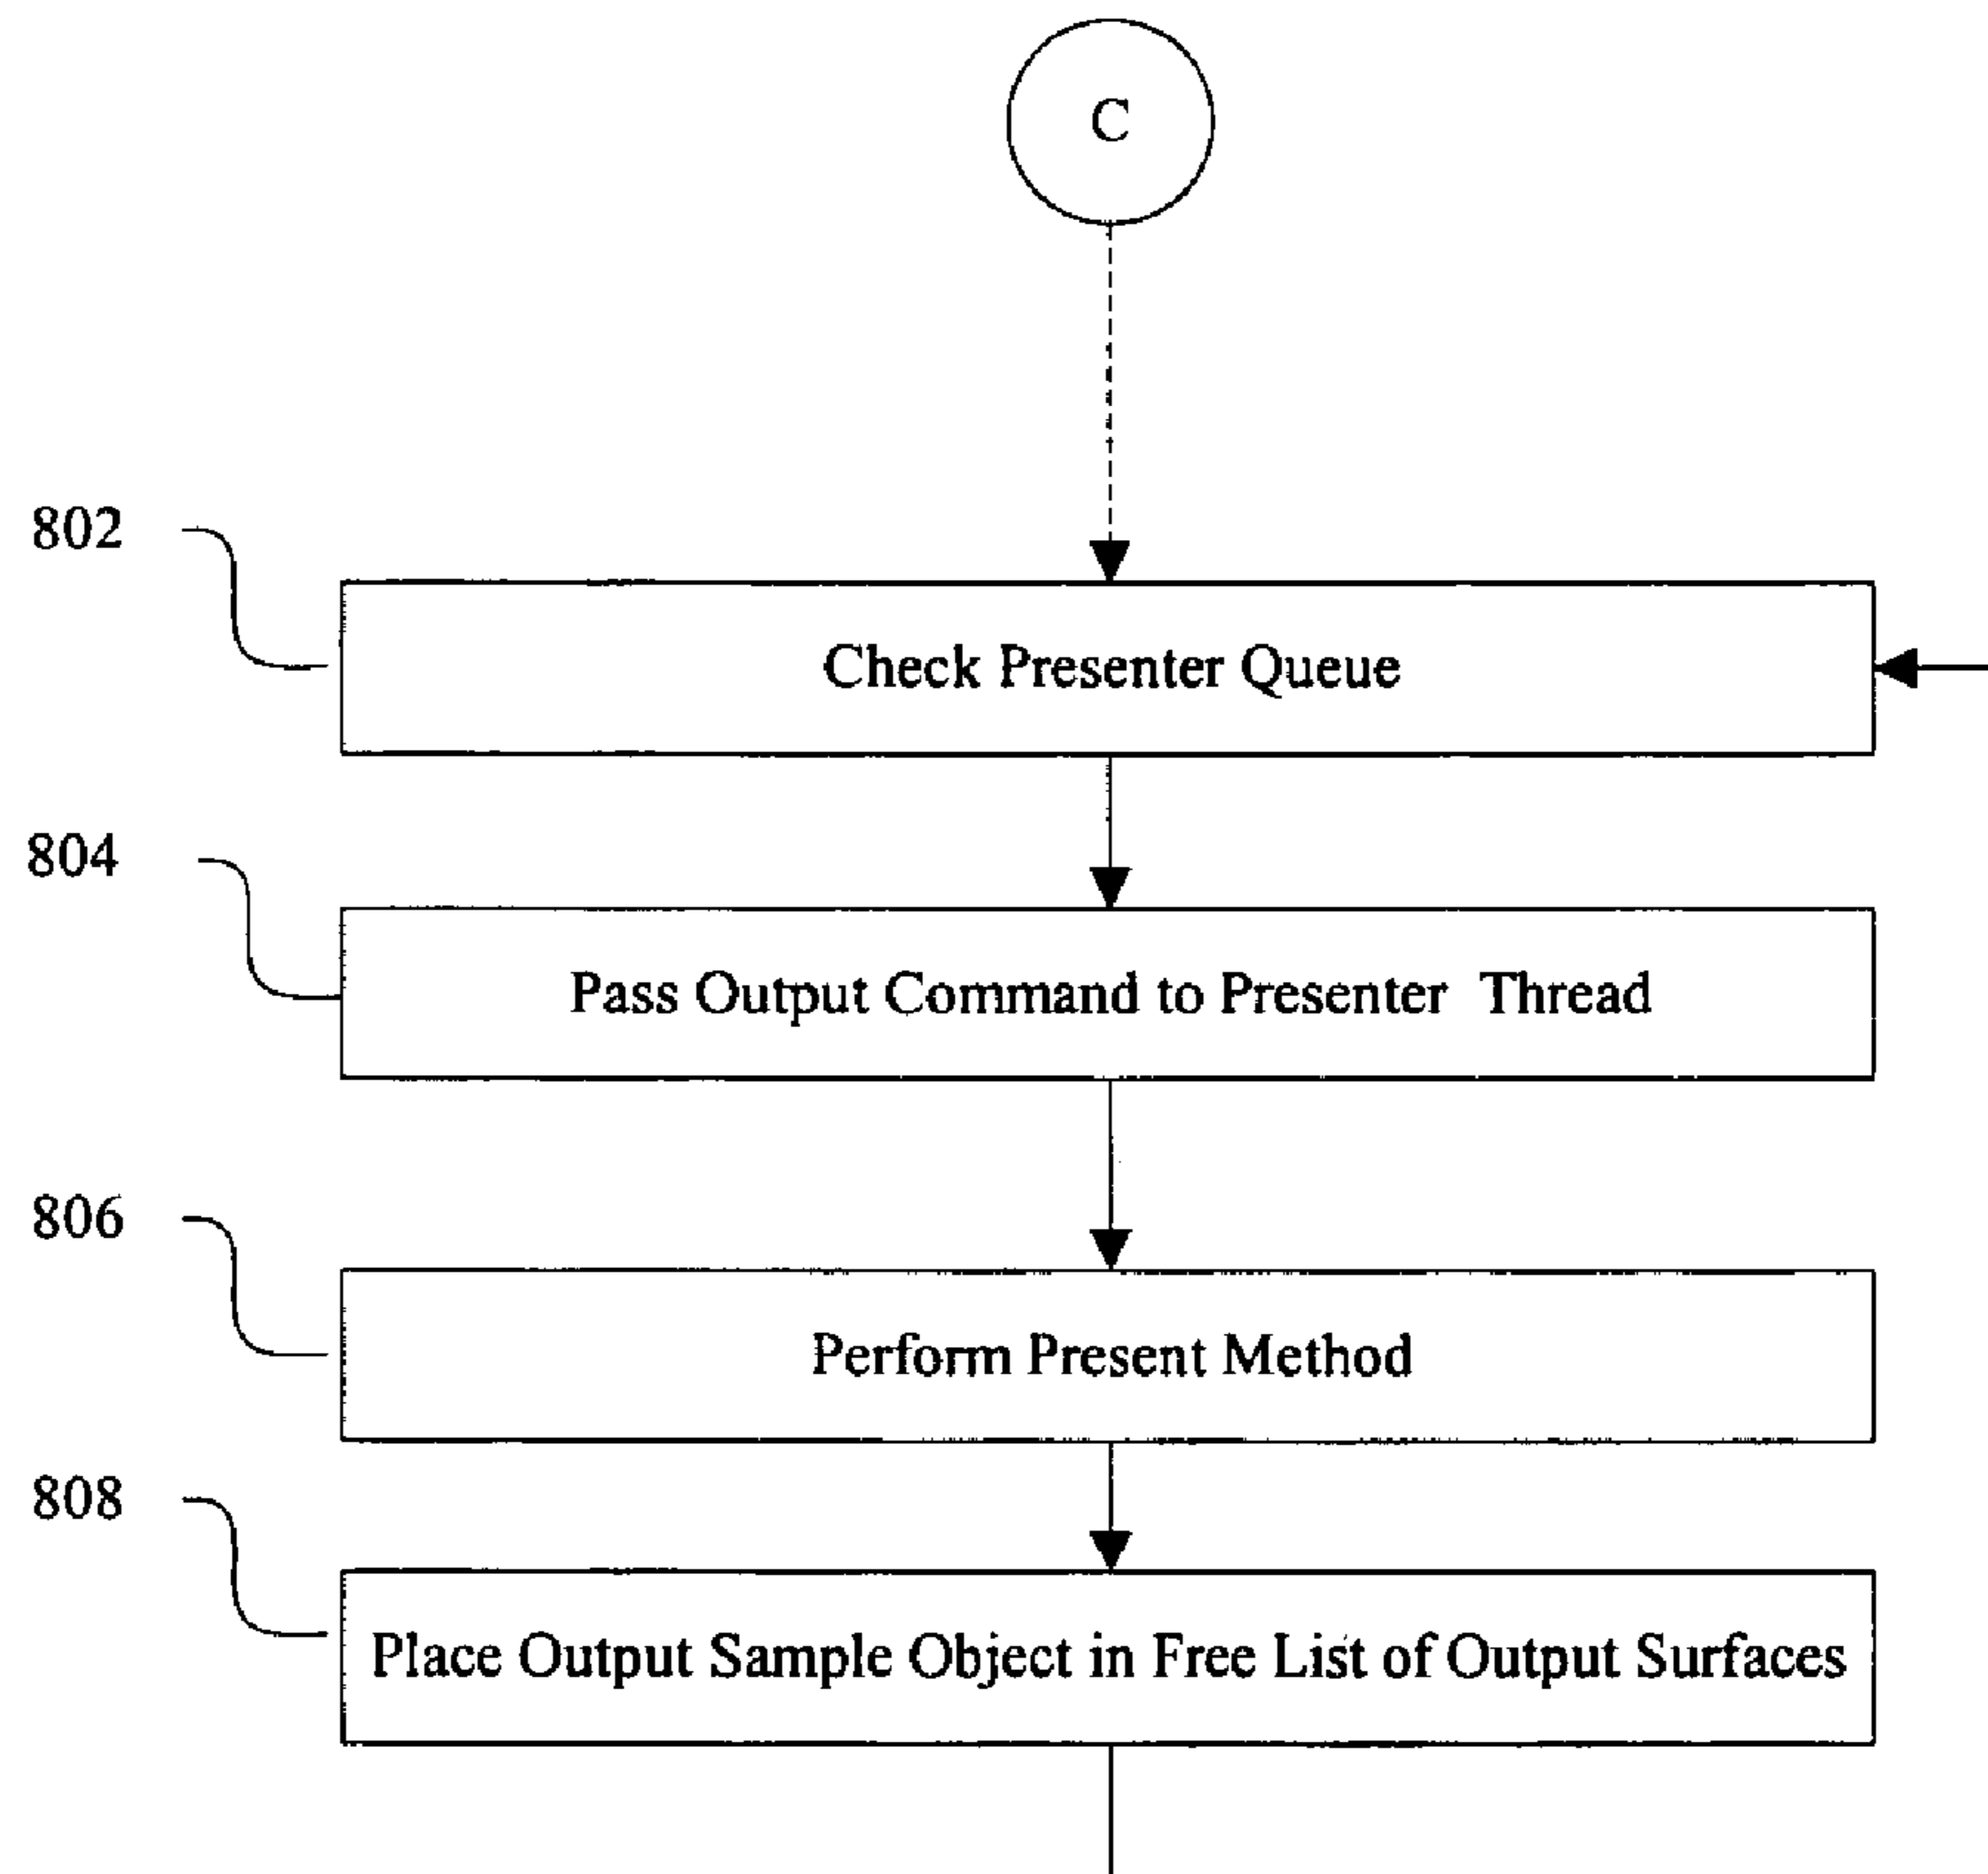 C
802
Check Presenter Queue
804
Pass Output Command to Presenter Thread
806
Perform Present Method
808
Place Output Sample Object in Free List of Output Surfaces